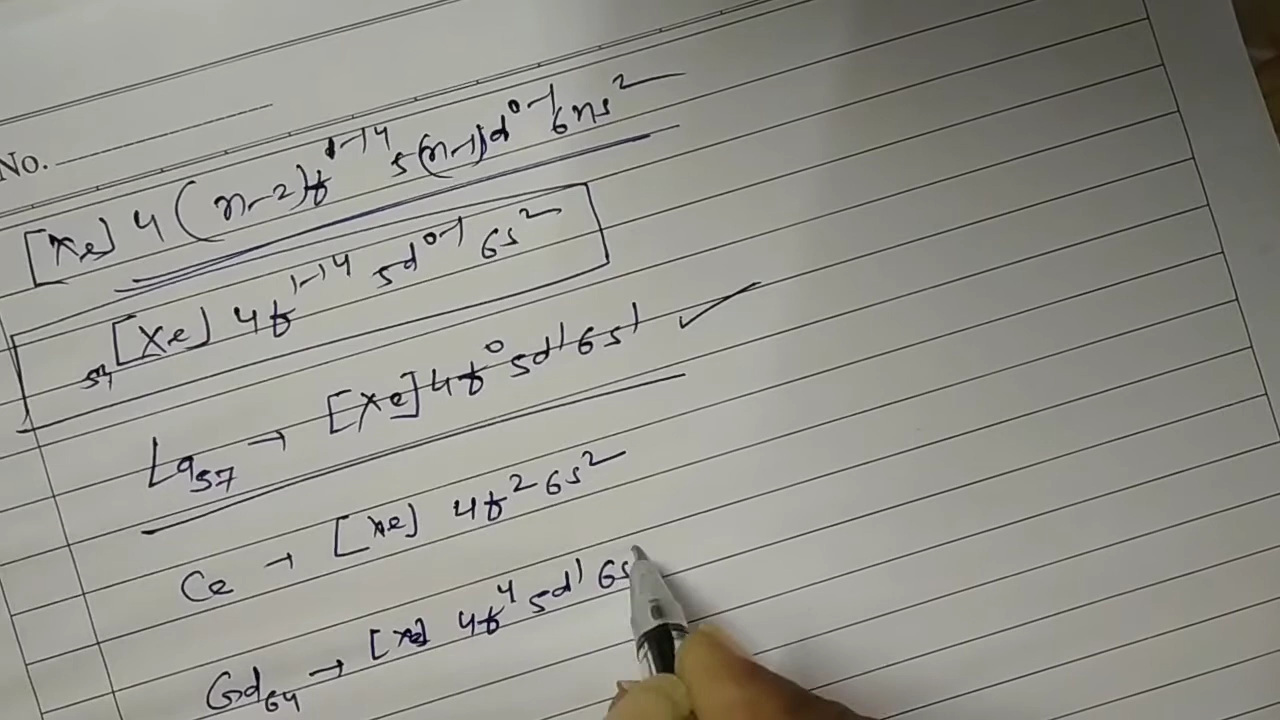 No.
[Xe] 4 (n-2)f¹⁻¹⁴ 5(n-1)d⁰⁻¹ 6ns²
₅₄[Xe] 4f¹⁻¹⁴ 5d⁰⁻¹ 6s²
La₅₇ → [Xe] 4f⁰ 5d¹ 6s¹ ✓
Ce → [Xe] 4f² 6s²
Gd₆₄ → [Xe] 4f⁴ 5d¹ 6s